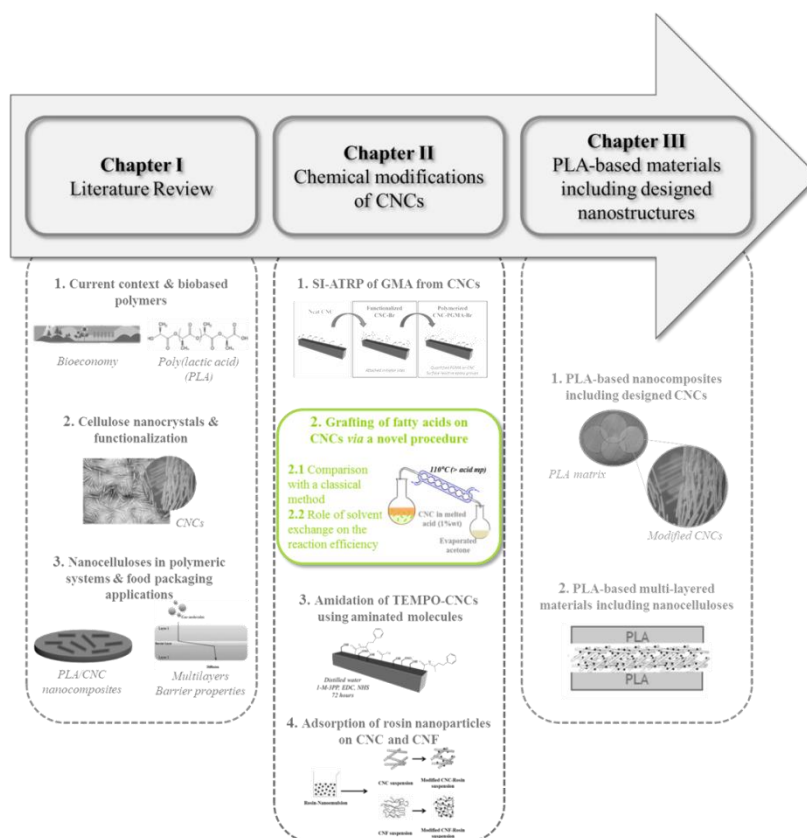 Chapter I
Literature Review
Chapter II
Chemical modifications
of CNCs
Chapter III
PLA-based materials
including designed
nanostructures
1. Current context & biobased
polymers
Bioeconomy
Poly(lactic acid)
(PLA)
2. Cellulose nanocrystals &
functionalization
CNCs
3. Nanocelluloses in polymeric
systems & food packaging
applications
PLA/CNC
nanocomposites
Multilayers
Barrier properties
1. SI-ATRP of GMA from CNCs
Functionalized
CNC-Br
Polymerized
CNC-PGMA-Br
2. Grafting of fatty acids on
CNCs via a novel procedure
2.1 Comparison
with a classical
method
2.2 Role of solvent
exchange on the
reaction efficiency
110°C (> acid mp)
CNC in melted
acid (1%wt)
Evaporated
acetone
3. Amidation of TEMPO-CNCs
using aminated molecules
Distilled water
1-M-3PP, EDC, NHS
72 hours
4. Adsorption of rosin nanoparticles
on CNC and CNF
Rosin-Nanoemulsion
CNC suspension
Modified CNC-Rosin
suspension
CNF suspension
Modified CNF-Rosin
suspension
1. PLA-based nanocomposites
including designed CNCs
PLA matrix
Modified CNCs
2. PLA-based multi-layered
materials including nanocelluloses
PLA
PLA